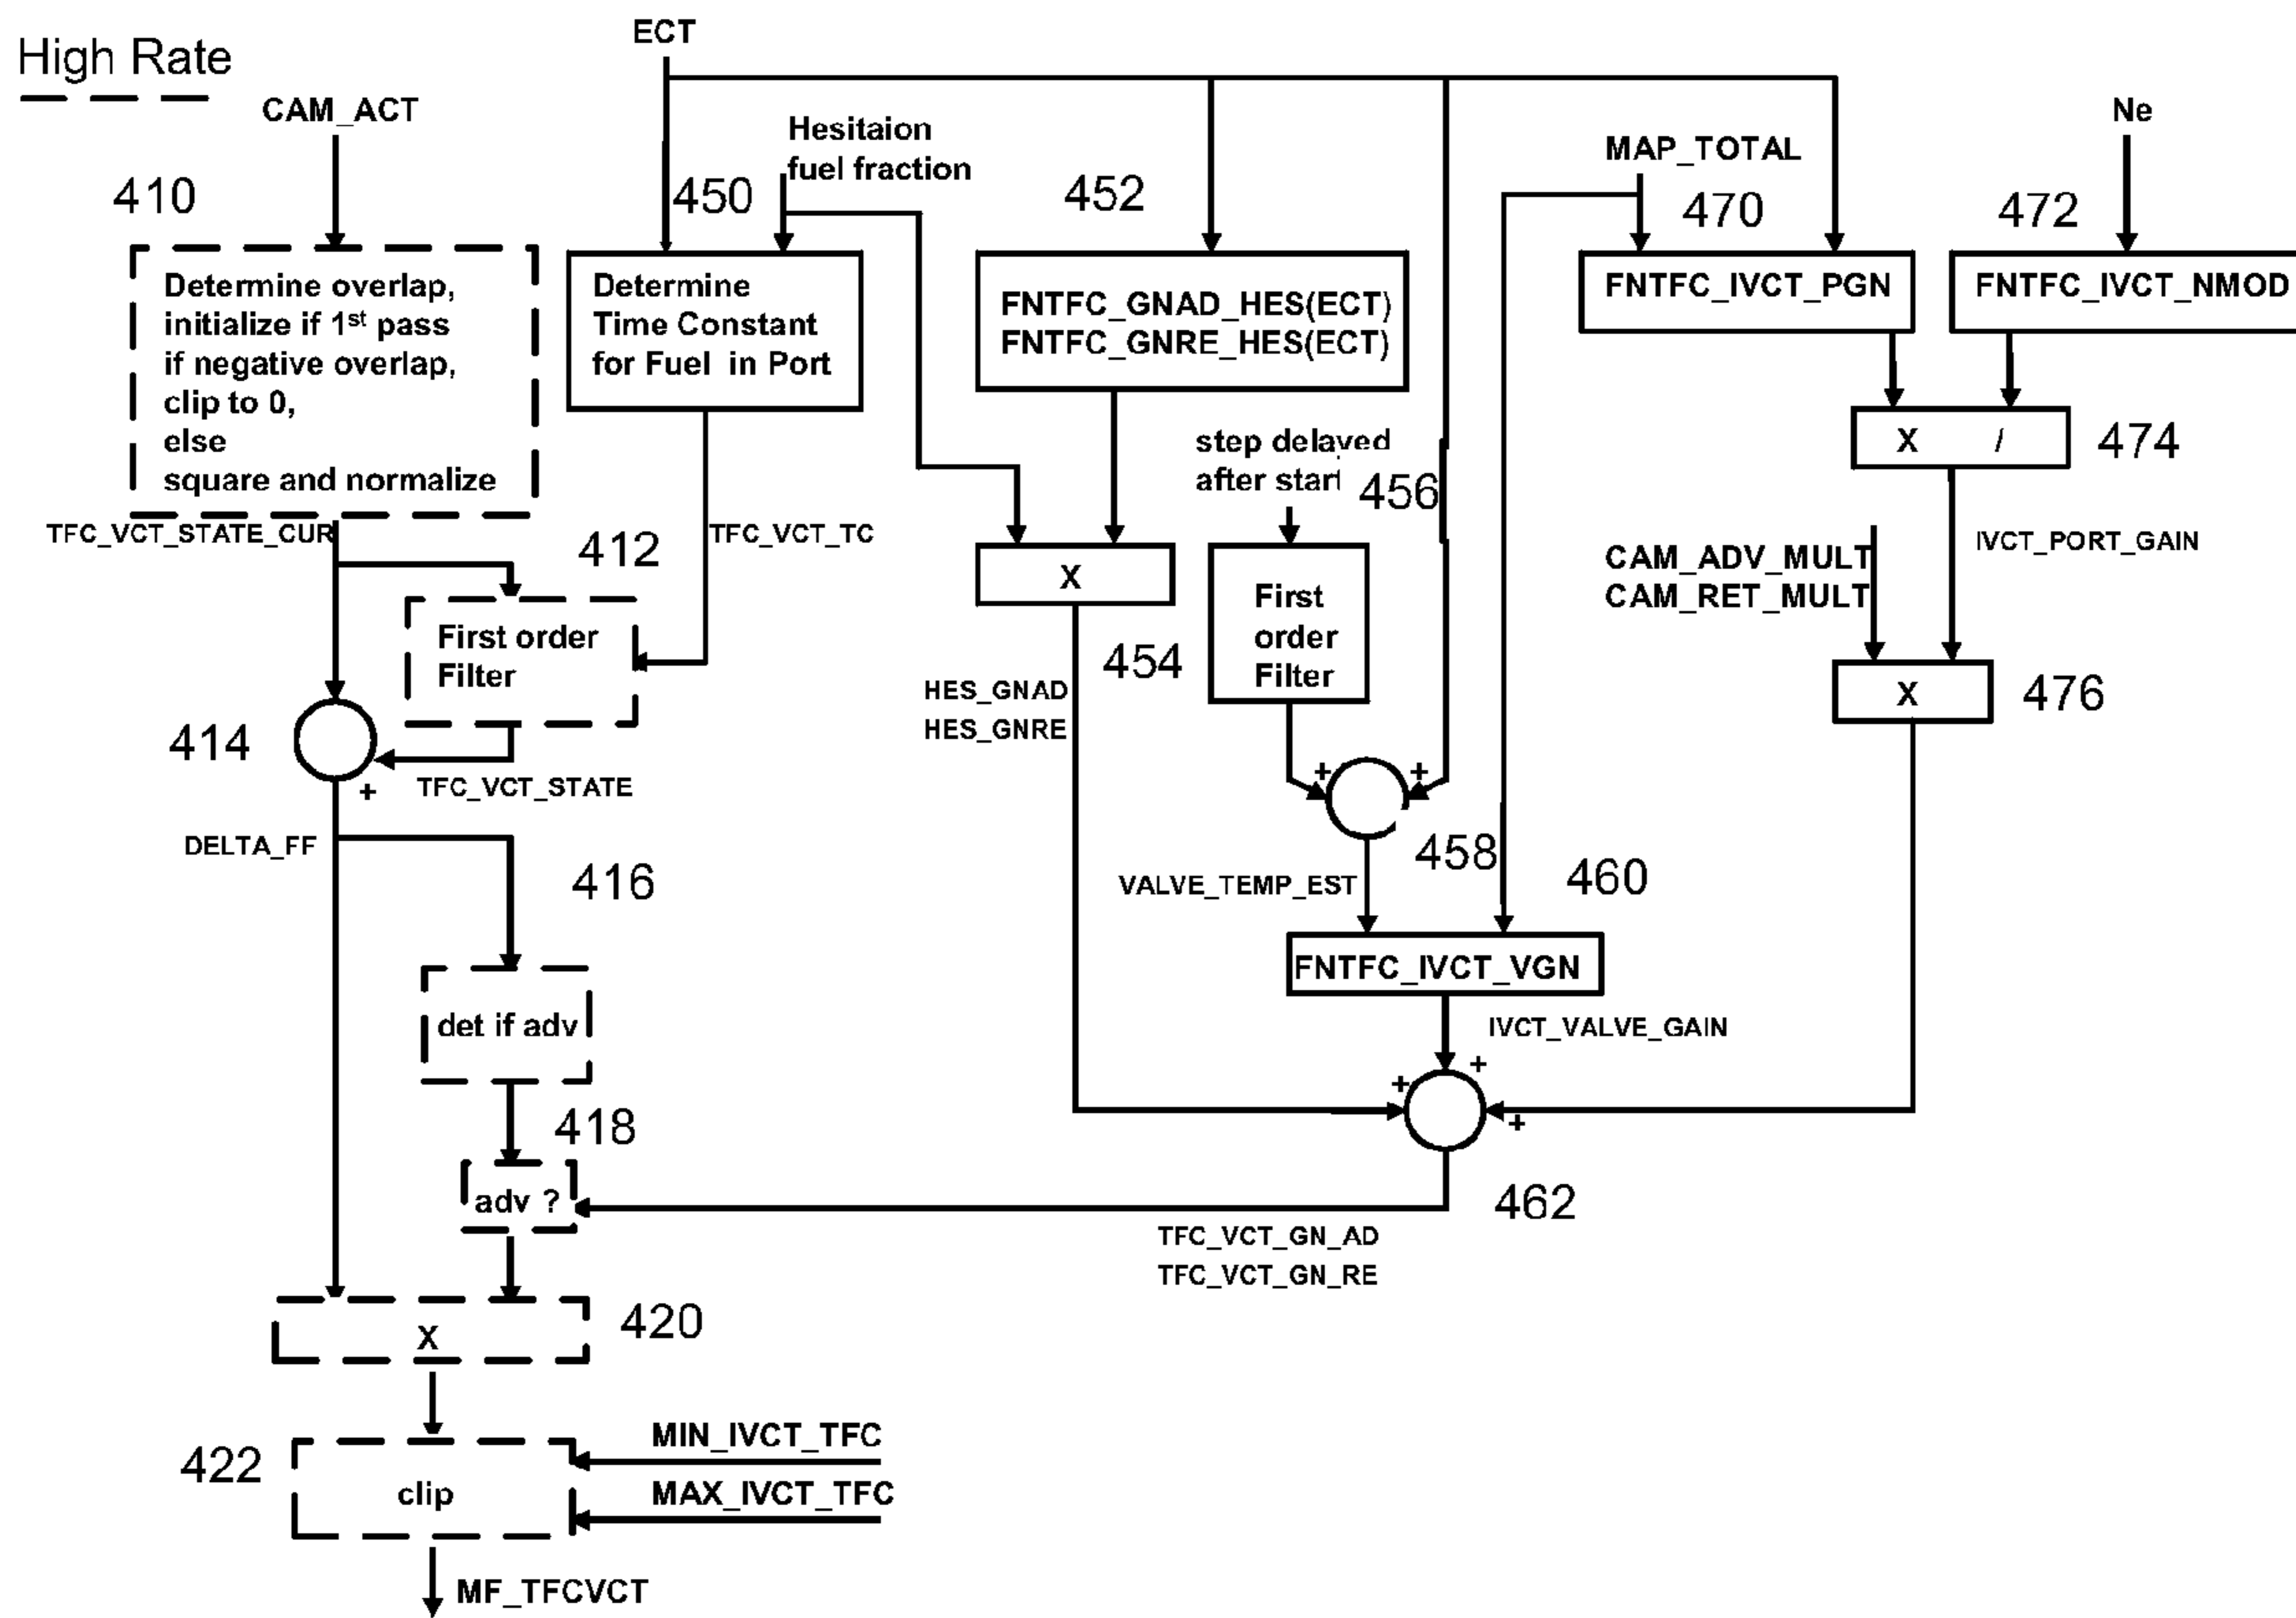 High Rate
ECT
CAM_ACT
Hesitaion
fuel fraction
MAP_TOTAL
Ne
410
450
452
470
472
Determine overlap,
initialize if 1st pass
if negative overlap,
clip to 0,
else
square and normalize
Determine
Time Constant
for Fuel in Port
FNTFC_GNAD_HES(ECT)
FNTFC_GNRE_HES(ECT)
FNTFC_IVCT_PGN
FNTFC_IVCT_NMOD
X /
474
step delayed
after start
456
TFC_VCT_STATE_CUR
412
TFC_VCT_TC
IVCT_PORT_GAIN
CAM_ADV_MULT
CAM_RET_MULT
X
First order
Filter
First
order
Filter
454
HES_GNAD
HES_GNRE
X
476
414
+
TFC_VCT_STATE
+ +
DELTA_FF
416
458
460
VALVE_TEMP_EST
FNTFC_IVCT_VGN
det if adv
IVCT_VALVE_GAIN
+
+
+
418
adv ?
462
TFC_VCT_GN_AD
TFC_VCT_GN_RE
X
420
MIN_IVCT_TFC
422
clip
MAX_IVCT_TFC
MF_TFCVCT